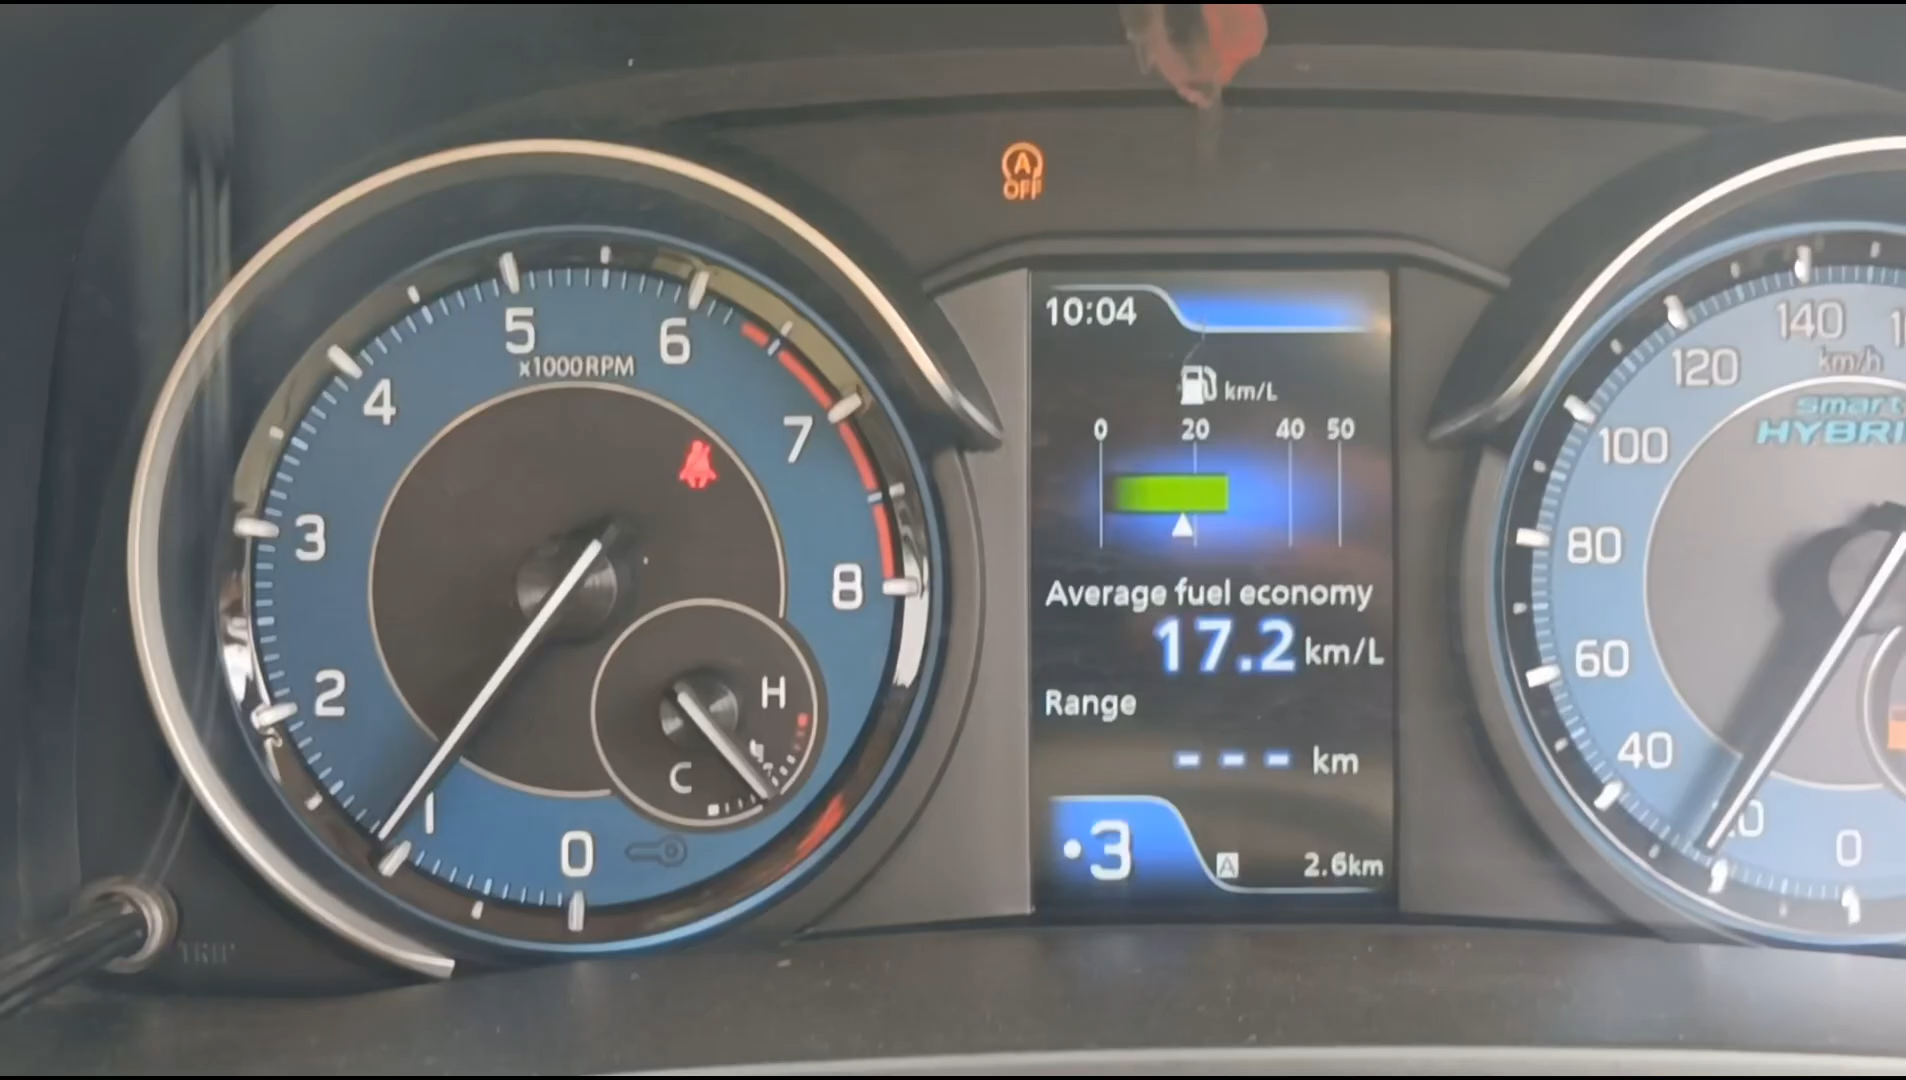 A
OFF
5
6
x1000RPM
4
7
3
8
2
H
C
1
0
TRIP
10:04
km/L
0 20 40 50
Average fuel economy
17.2 km/L
Range
--- km
•3
A 2.6km
140
km/h
120
smart
100
80
60
40
0